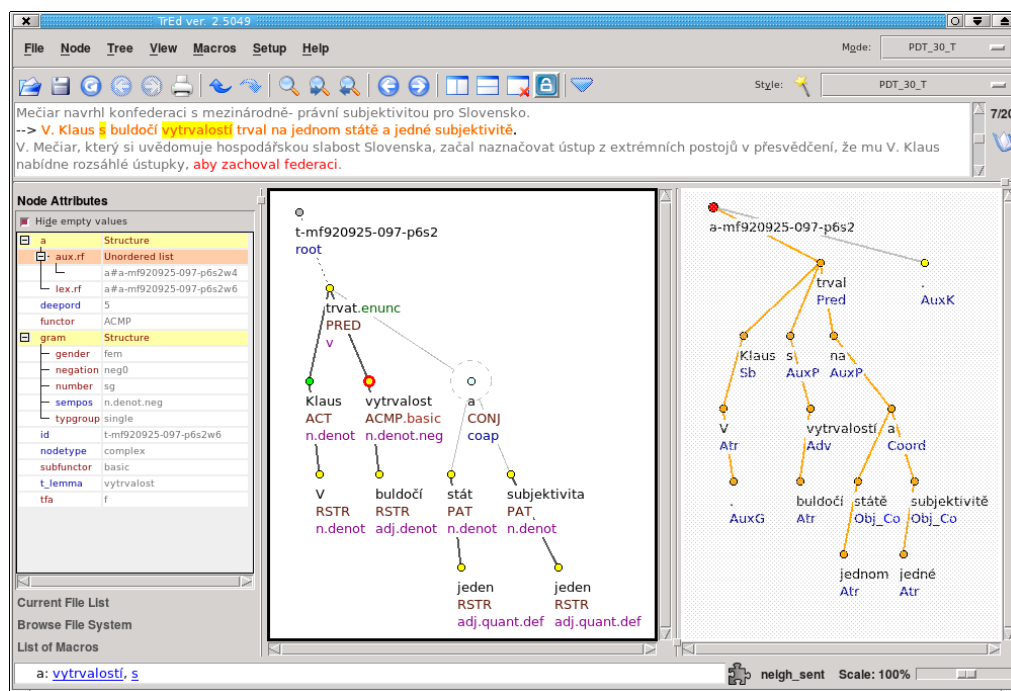 TrEd ver. 2.5049
File Node Tree View Macros Setup Help
Mode: PDT_30_T
Style: PDT_30_T
Mečiar navrhl konfederaci s mezinárodně- právní subjektivitou pro Slovensko.
--> V. Klaus s buldočí vytrvalostí trval na jednom státě a jedné subjektivitě.
V. Mečiar, který si uvědomuje hospodářskou slabost Slovenska, začal naznačovat ústup z extrémních postojů v přesvědčení, že mu V. Klaus
nabídne rozsáhlé ústupky, aby zachoval federaci.
7/20
Node Attributes
Hide empty values
a Structure
aux.rf Unordered list
a#a-mf920925-097-p6s2w4
lex.rf a#a-mf920925-097-p6s2w6
deepord 5
functor ACMP
gram Structure
gender fem
negation neg0
number sg
sempos n.denot.neg
typgroup single
id t-mf920925-097-p6s2w6
nodetype complex
subfunctor basic
t_lemma vytrvalost
tfa f
Current File List
Browse File System
List of Macros
t-mf920925-097-p6s2
root
trvat.enunc
PRED
v
Klaus vytrvalost a
ACT ACMP.basic CONJ
n.denot n.denot.neg coap
V buldočí stát subjektivita
RSTR RSTR PAT PAT
n.denot adj.denot n.denot n.denot
jeden jeden
RSTR RSTR
adj.quant.def adj.quant.def
a-mf920925-097-p6s2
trval .
Pred AuxK
Klaus s na
Sb AuxP AuxP
V vytrvalostí a
Atr Adv Coord
. buldočí státě subjektivitě
AuxG Atr Obj_Co Obj_Co
jednom jedné
Atr Atr
a: vytrvalostí, s
neigh_sent Scale: 100%